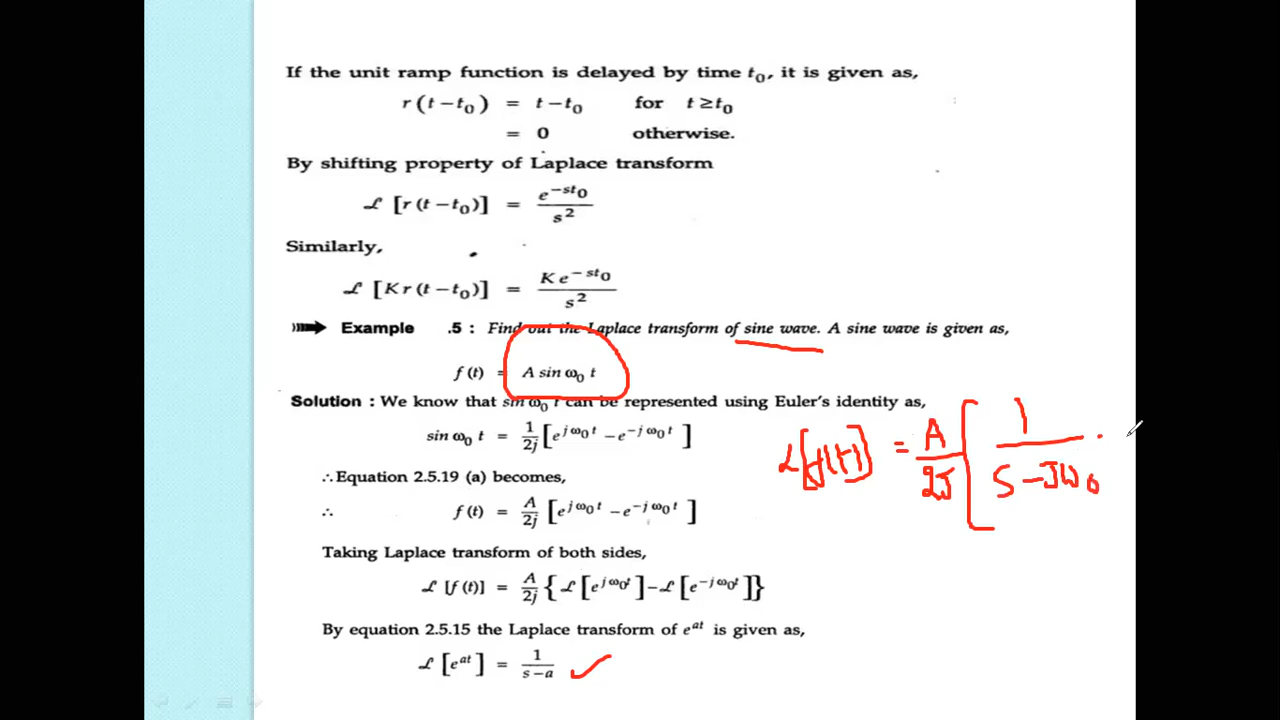 If the unit ramp function is delayed by time t₀, it is given as,
r(t−t₀) = t−t₀ for t≥t₀
= 0 otherwise.
By shifting property of Laplace transform
ℒ [r(t−t₀)] = e^−st₀ / s²
Similarly,
ℒ [Kr(t−t₀)] = Ke^−st₀ / s²
Example .5 : Find out the Laplace transform of sine wave. A sine wave is given as,
f(t) = A sin ω₀ t
Solution : We know that sin ω₀ t can be represented using Euler's identity as,
sin ω₀ t = 1/2j [e^jω₀t − e^−jω₀t]
ℒ[f(t)] = A/2J [ 1 / S−Jω₀
∴Equation 2.5.19 (a) becomes,
∴ f(t) = A/2j [e^jω₀t − e^−jω₀t]
Taking Laplace transform of both sides,
ℒ [f(t)] = A/2j {ℒ[e^jω₀t]−ℒ[e^−jω₀t]}
By equation 2.5.15 the Laplace transform of e^at is given as,
ℒ [e^at] = 1 / s−a